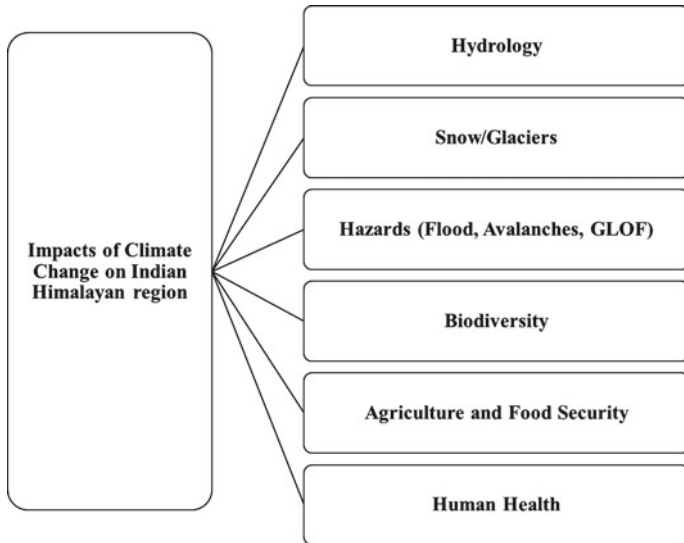 Impacts of Climate
Change on Indian
Himalayan region
Hydrology
Snow/Glaciers
Hazards (Flood, Avalanches, GLOF)
Biodiversity
Agriculture and Food Security
Human Health